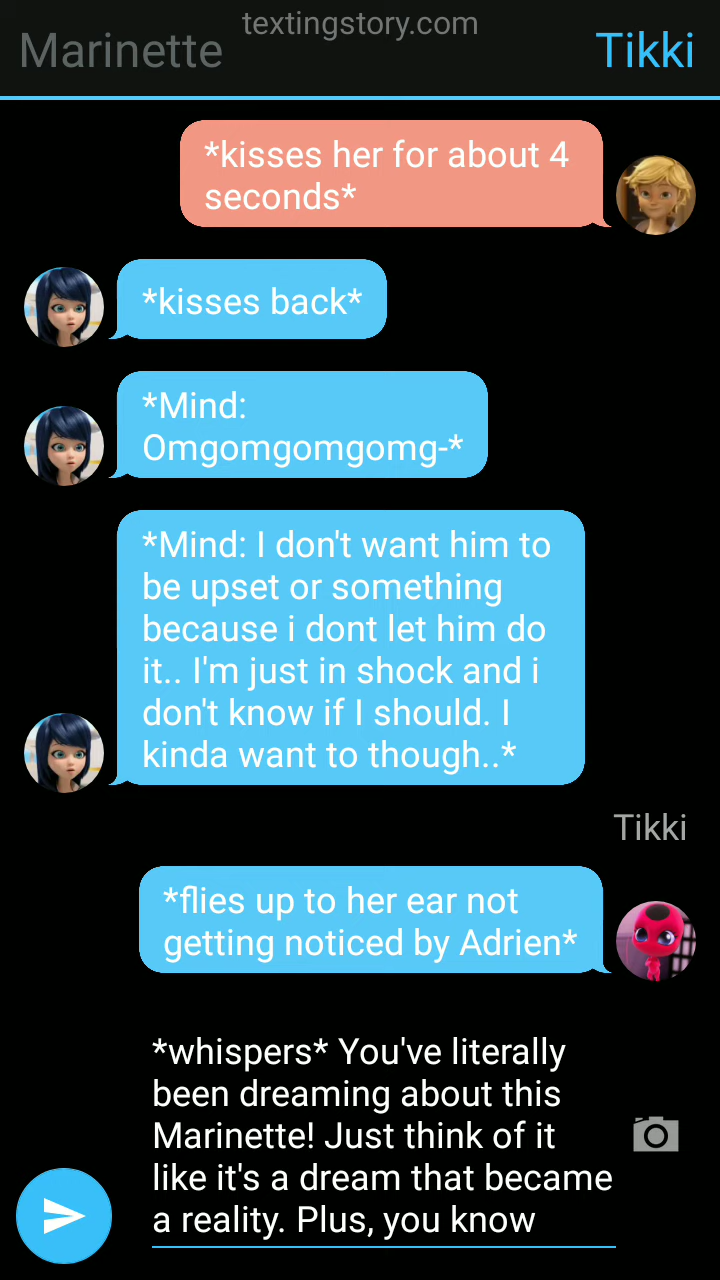 textingstory.com
Marinette
Tikki
*kisses her for about 4
seconds*
*kisses back*
*Mind:
Omgomgomgomg-*
*Mind: I don't want him to
be upset or something
because i dont let him do
it.. I'm just in shock and i
don't know if I should. I
kinda want to though..*
Tikki
*flies up to her ear not
getting noticed by Adrien*
*whispers* You've literally
been dreaming about this
Marinette! Just think of it
like it's a dream that became
a reality. Plus, you know